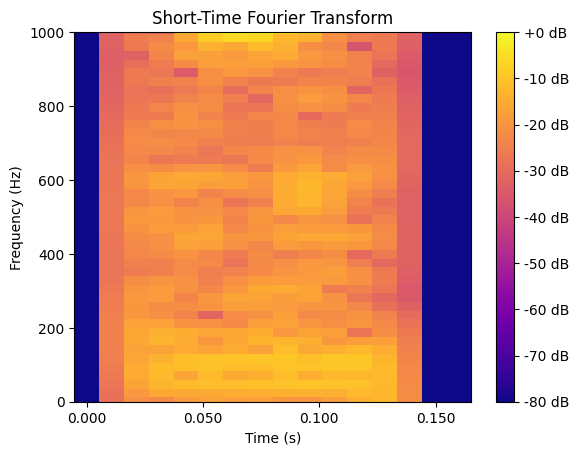 Short-Time Fourier Transform
1000
800
600
400
200
0
Frequency (Hz)
0.000
0.050
0.100
0.150
Time (s)
+0 dB
-10 dB
-20 dB
-30 dB
-40 dB
-50 dB
-60 dB
-70 dB
-80 dB